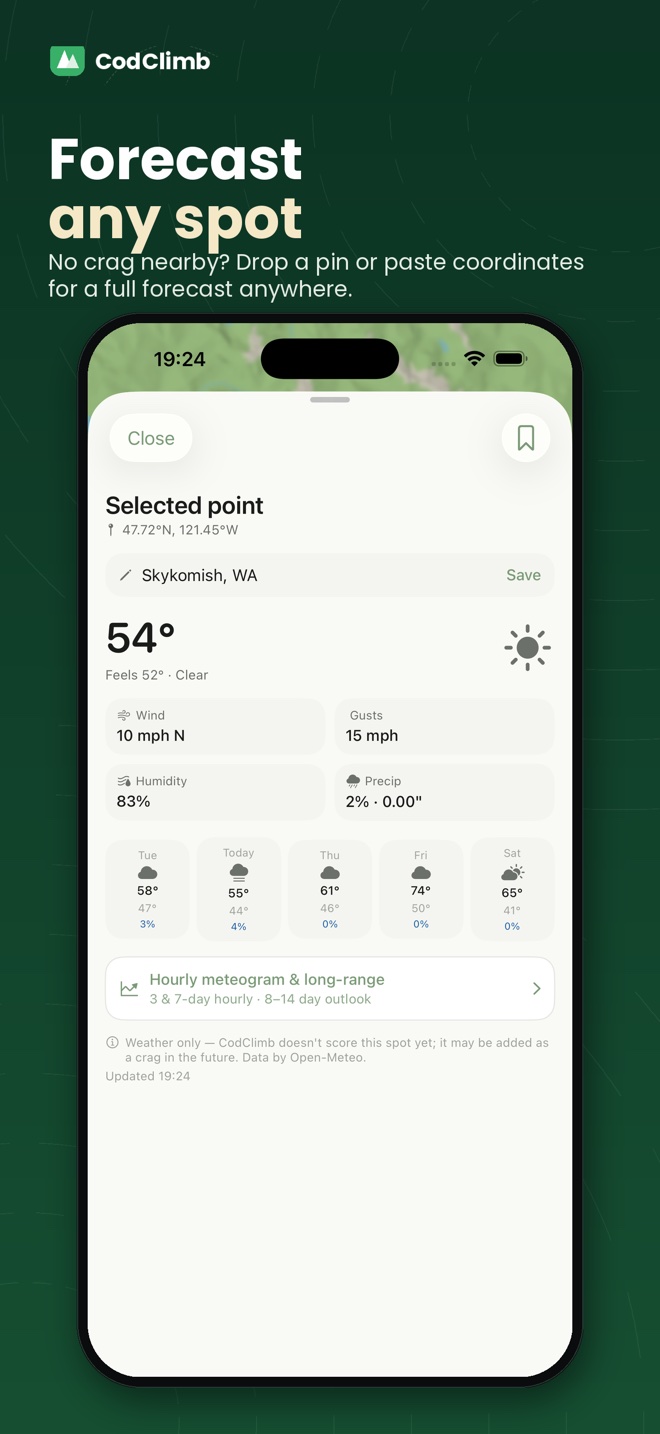 CodClimb
Forecast
any spot
No crag nearby? Drop a pin or paste coordinates
for a full forecast anywhere.
19:24
Close
Selected point
47.72°N, 121.45°W
Skykomish, WA
Save
54°
Feels 52° · Clear
Wind
10 mph N
Gusts
15 mph
Humidity
83%
Precip
2% · 0.00"
Tue
58°
47°
3%
Today
55°
44°
4%
Thu
61°
46°
0%
Fri
74°
50°
0%
Sat
65°
41°
0%
Hourly meteogram & long-range
3 & 7-day hourly · 8–14 day outlook
Weather only — CodClimb doesn't score this spot yet; it may be added as
a crag in the future. Data by Open-Meteo.
Updated 19:24